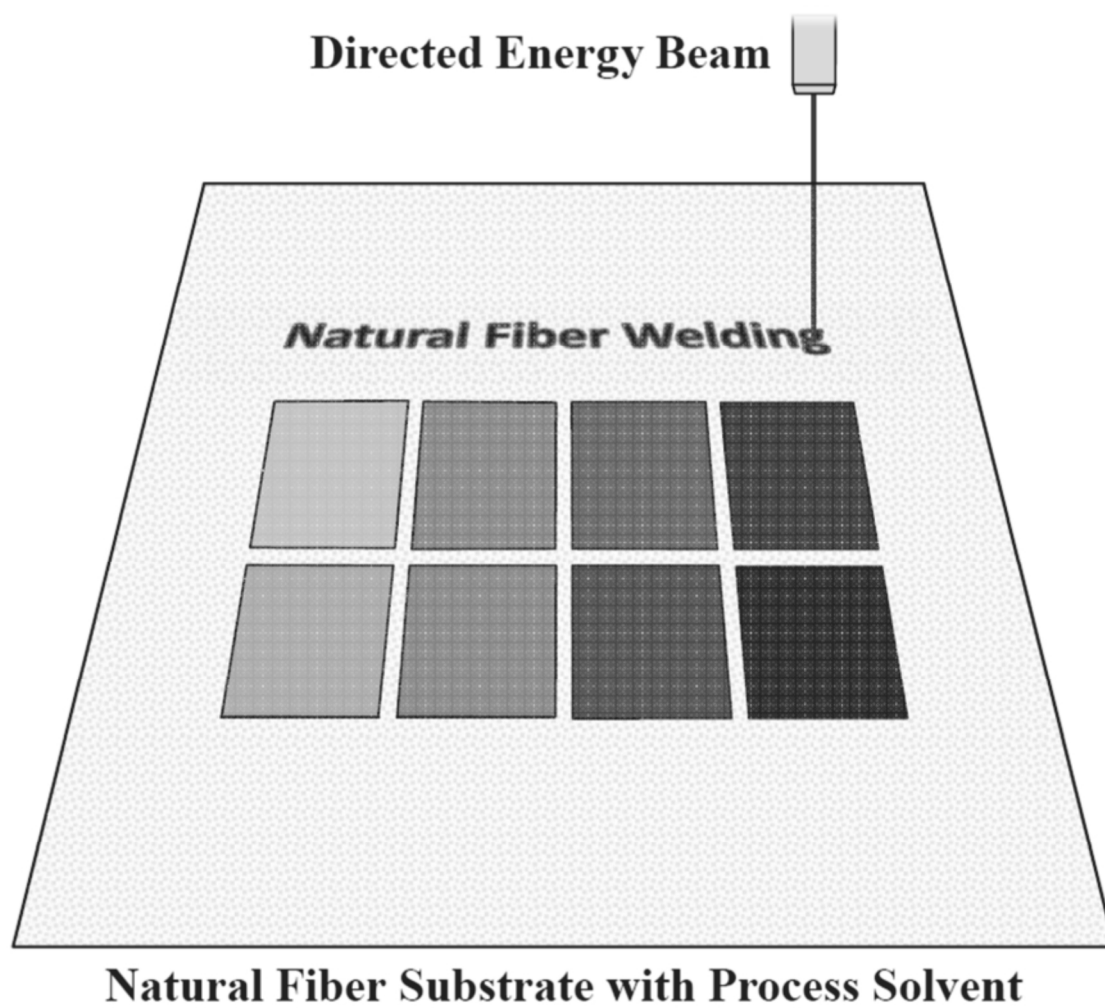 Directed Energy Beam
Natural Fiber Welding
Natural Fiber Substrate with Process Solvent